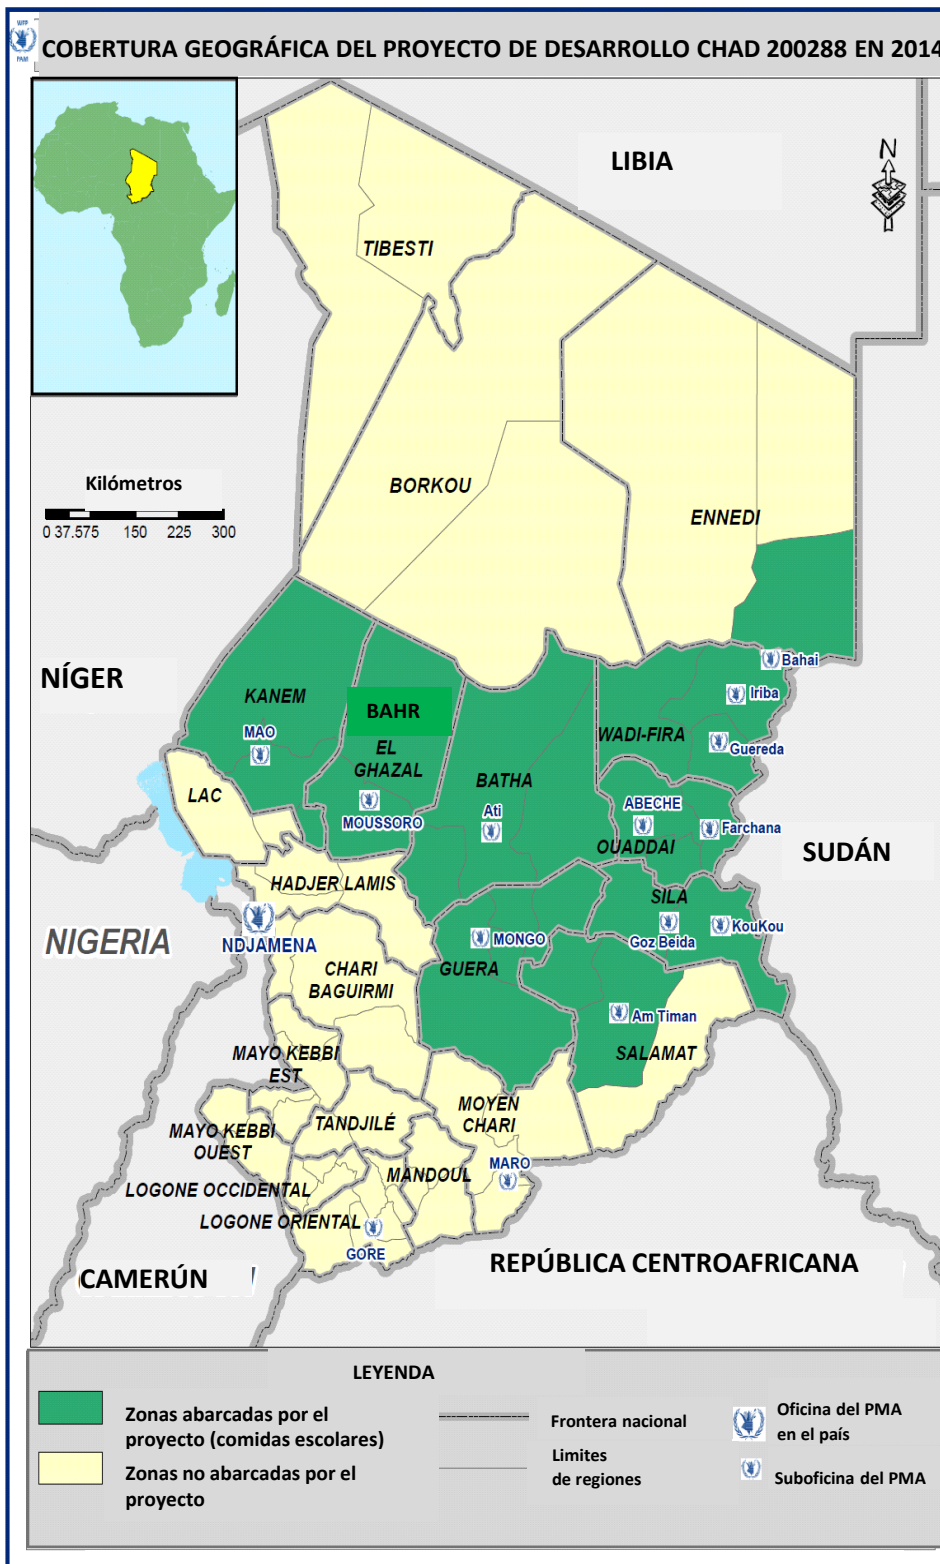 WFP
PAM
COBERTURA GEOGRÁFICA DEL PROYECTO DE DESARROLLO CHAD 200288 EN 2014
LIBIA
N
TIBESTI
Kilómetros
0 37.575 150 225 300
BORKOU
ENNEDI
NÍGER
KANEM
MAO
BAHR
EL
GHAZAL
MOUSSORO
BATHA
Ati
WADI-FIRA
Bahai
Iriba
Guereda
ABECHE
Farchana
OUADDAI
SUDÁN
LAC
HADJER LAMIS
NDJAMENA
NIGERIA
CHARI
BAGUIRMI
MONGO
GUERA
SILA
Goz Beida
KouKou
Am Timan
SALAMAT
MAYO KEBBI
EST
MAYO KEBBI
OUEST
TANDJILÉ
MOYEN
CHARI
MARO
MANDOUL
LOGONE OCCIDENTAL
LOGONE ORIENTAL
GORE
CAMERÚN
REPÚBLICA CENTROAFRICANA
LEYENDA
Zonas abarcadas por el
proyecto (comidas escolares)
Zonas no abarcadas por el
proyecto
Frontera nacional
Limites
de regiones
Oficina del PMA
en el país
Suboficina del PMA